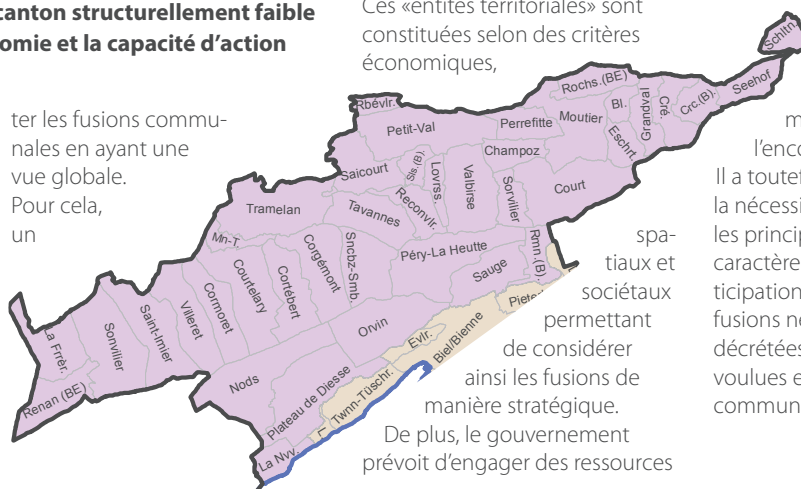 canton structurellement faible
omie et la capacité d’action
ter les fusions commu-
nales en ayant une
vue globale.
Pour cela,
un
Ces «entités territoriales» sont
constituées selon des critères
économiques,
spa-
tiaux et
sociétaux
permettant
de considérer
ainsi les fusions de
manière stratégique.
De plus, le gouvernement
prévoit d’engager des ressources
m
l’enco
Il a toutef
la nécessi
les princip
caractère
ticipation
fusions ne
décrétées
voulues e
commun
Schltn.
Seehof
Crc.(B).
Cré.
Granaval
Rochs.(BE)
Bl.
Eschrt.
Moutier
Perrefitte
Rbévlr.
Petit-Val
Champoz
Court
Sorvilier
Valbirse
Lovrss.
Sls.(B).
Saicourt
Reconvlr.
Tavannes
Tramelan
Mn-T.
Rmn.(B)
Péry-La Heutte
Sauge
Sncbz-Smb.
Corgémont
Cortébert
Courtelary
Cormoret
Villeret
Saint-Imier
Sonvilier
La Frrèr.
Renan (BE)
Orvin
Evlr.
Biel/Bienne
Piete
Nods
Plateau de Diesse
Twnn-Tüschr.
L
La Nvv.